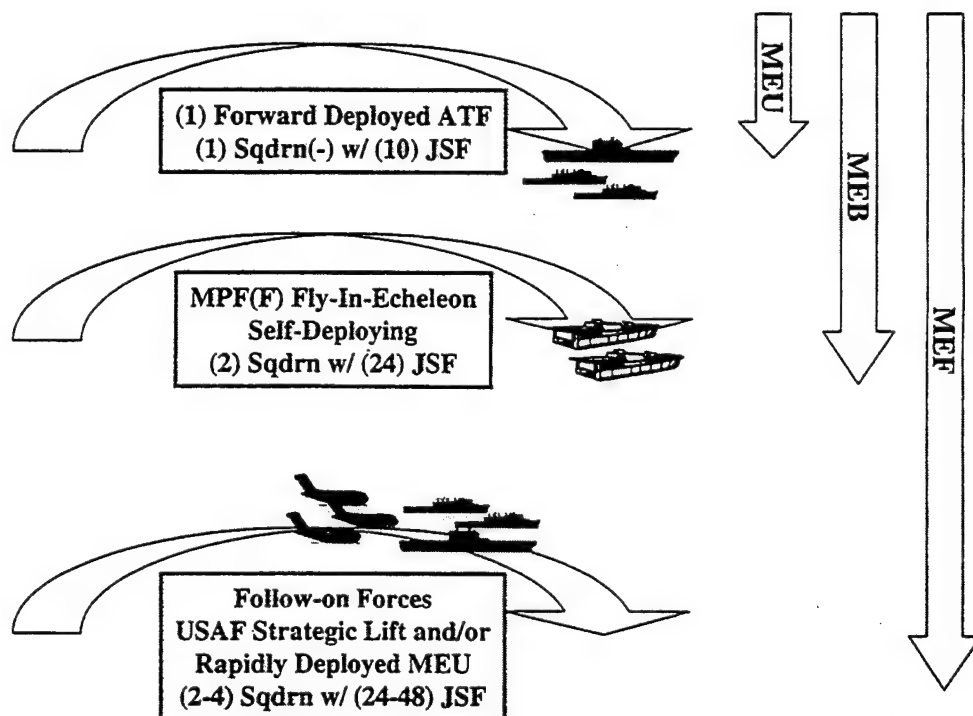 (1) Forward Deployed ATF
(1) Sqdrn(-) w/ (10) JSF
MEU
MEB
MEF
MPF(F) Fly-In-Echeleon
Self-Deploying
(2) Sqdrn w/ (24) JSF
Follow-on Forces
USAF Strategic Lift and/or
Rapidly Deployed MEU
(2-4) Sqdrn w/ (24-48) JSF